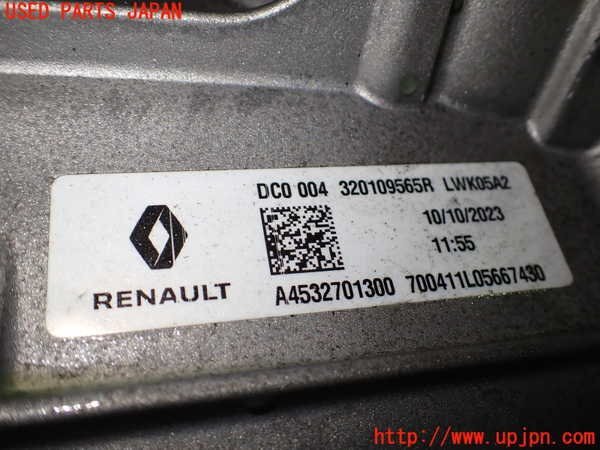 USED PARTS JAPAN
DC0 004 320109565R LWK05A2
10/10/2023
11:55
RENAULT
A4532701300 700411L05667430
http://www.upjpn.com/